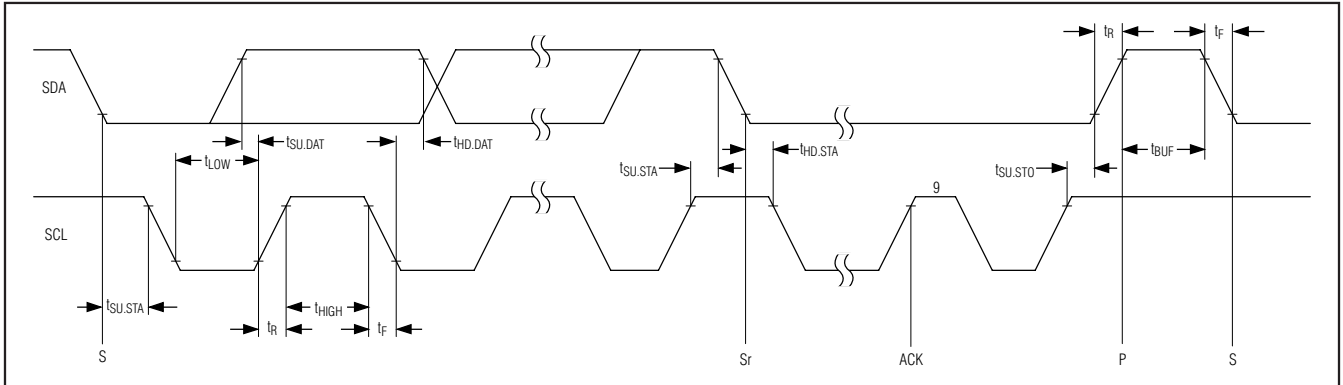 tR
tF
SDA
tSU.DAT
tHD.DAT
tLOW
tHD.STA
tSU.STA
tSU.STO
tBUF
9
SCL
tSU.STA
tR
tHIGH
tF
S
Sr
ACK
P
S